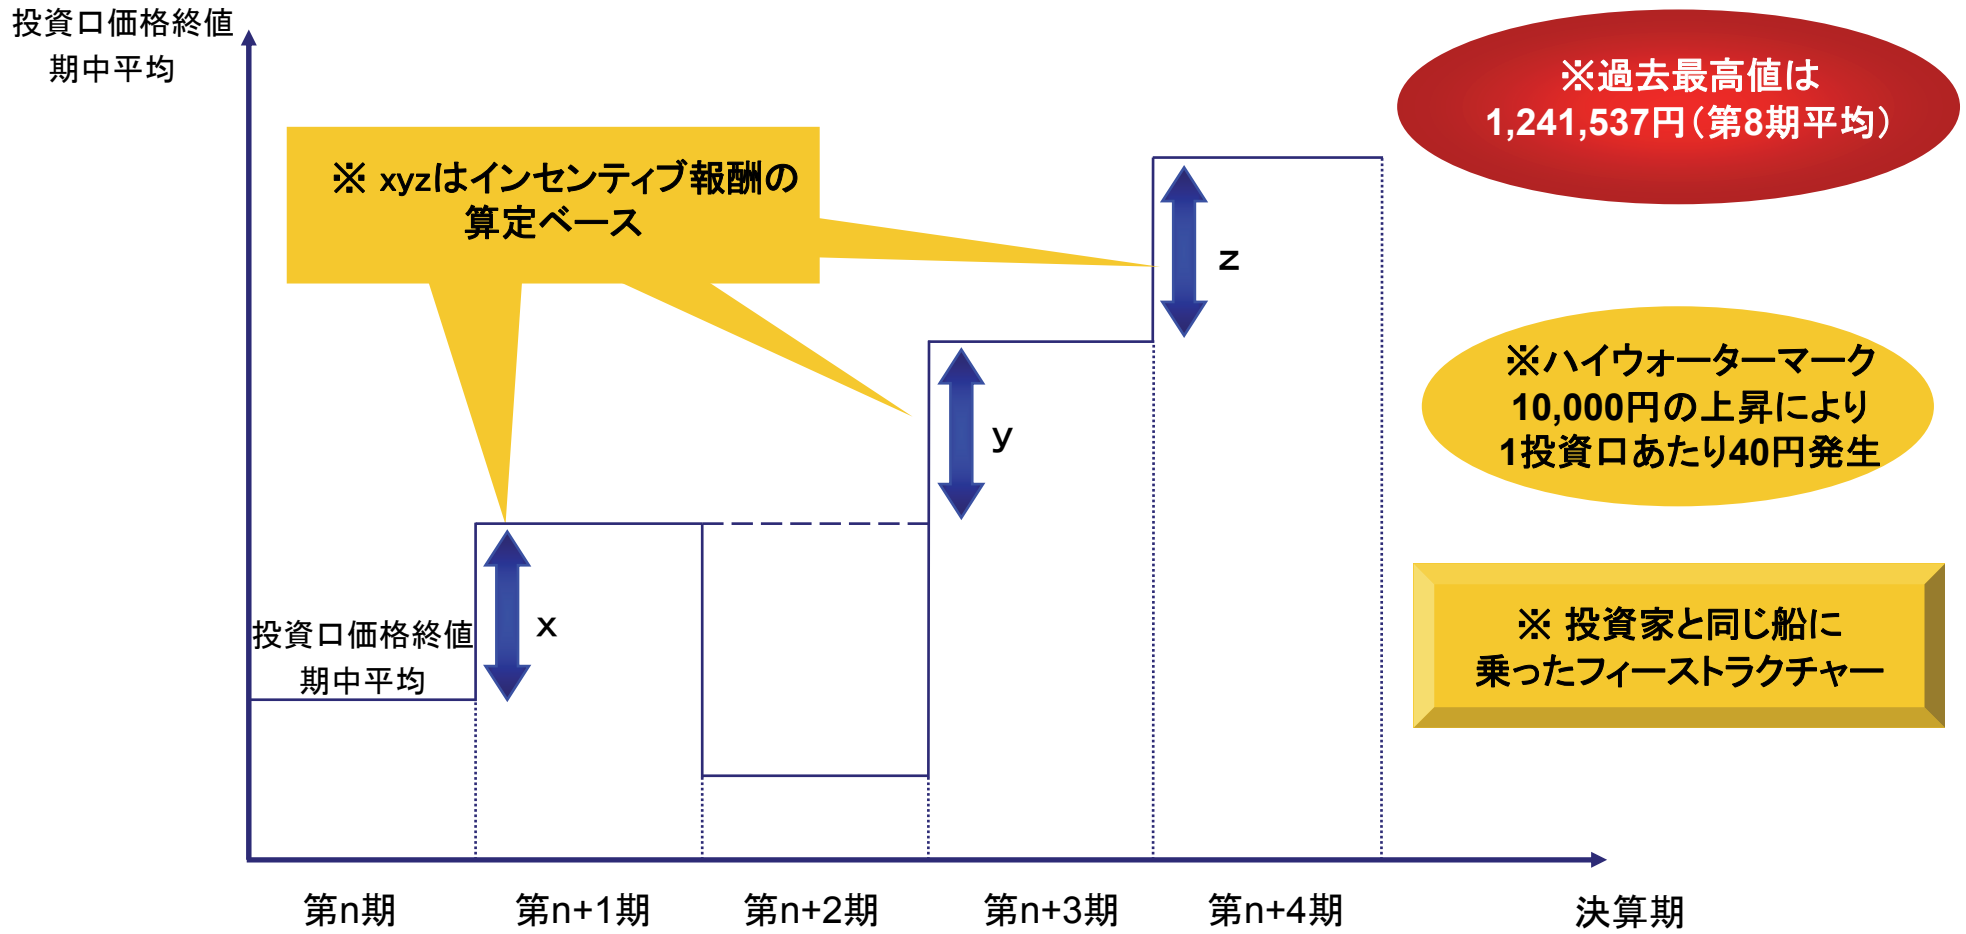 投資口価格終値
期中平均
※過去最高値は
1,241,537円（第8期平均）
※ xyzはインセンティブ報酬の
算定ベース
z
※ハイウォーターマーク
10,000円の上昇により
1投資口あたり40円発生
y
x
投資口価格終値
期中平均
※ 投資家と同じ船に
乗ったフィーストラクチャー
第n期
第n+1期
第n+2期
第n+3期
第n+4期
決算期